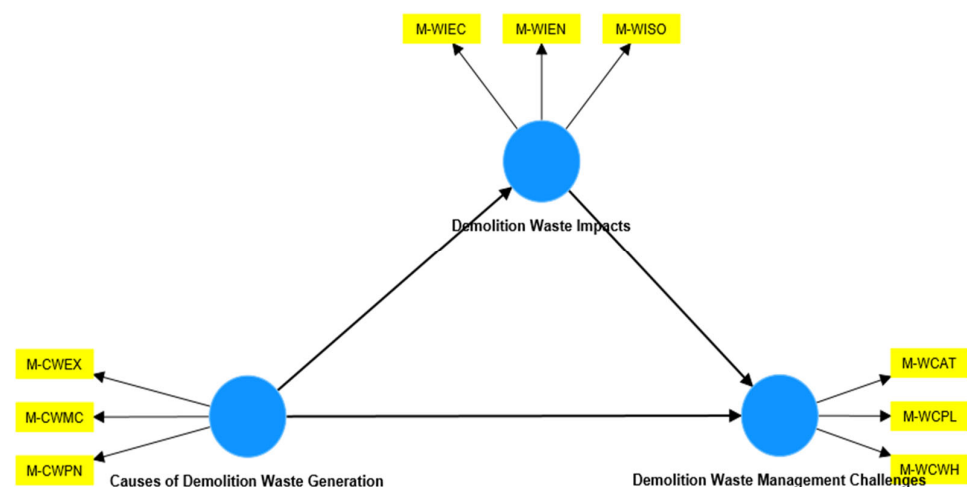 M-WIEC
M-WIEN
M-WISO
Demolition Waste Impacts
M-CWEX
M-CWMC
M-CWPN
Causes of Demolition Waste Generation
M-WCAT
M-WCPL
M-WCWH
Demolition Waste Management Challenges